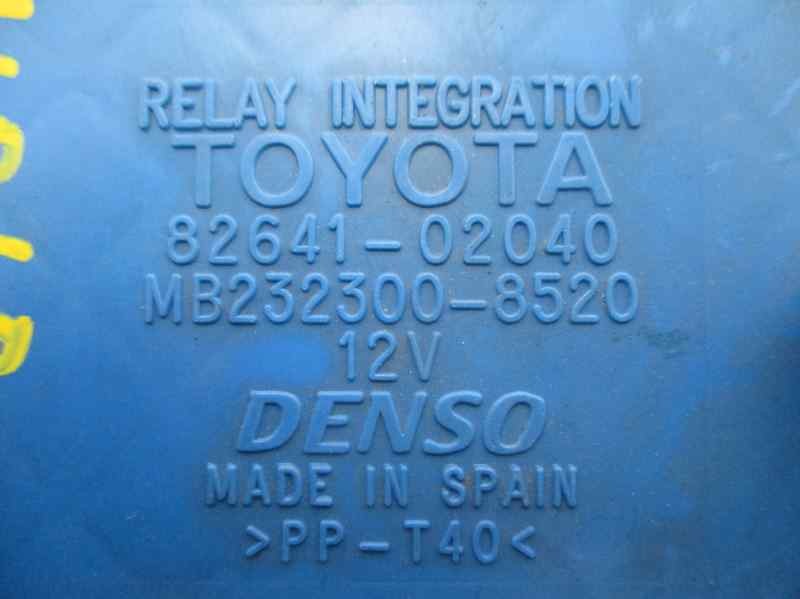 RELAY INTEGRATION
TOYOTA
82641-02040
MB232300-8520
12V
DENSO
MADE IN SPAIN
>PP-T40<